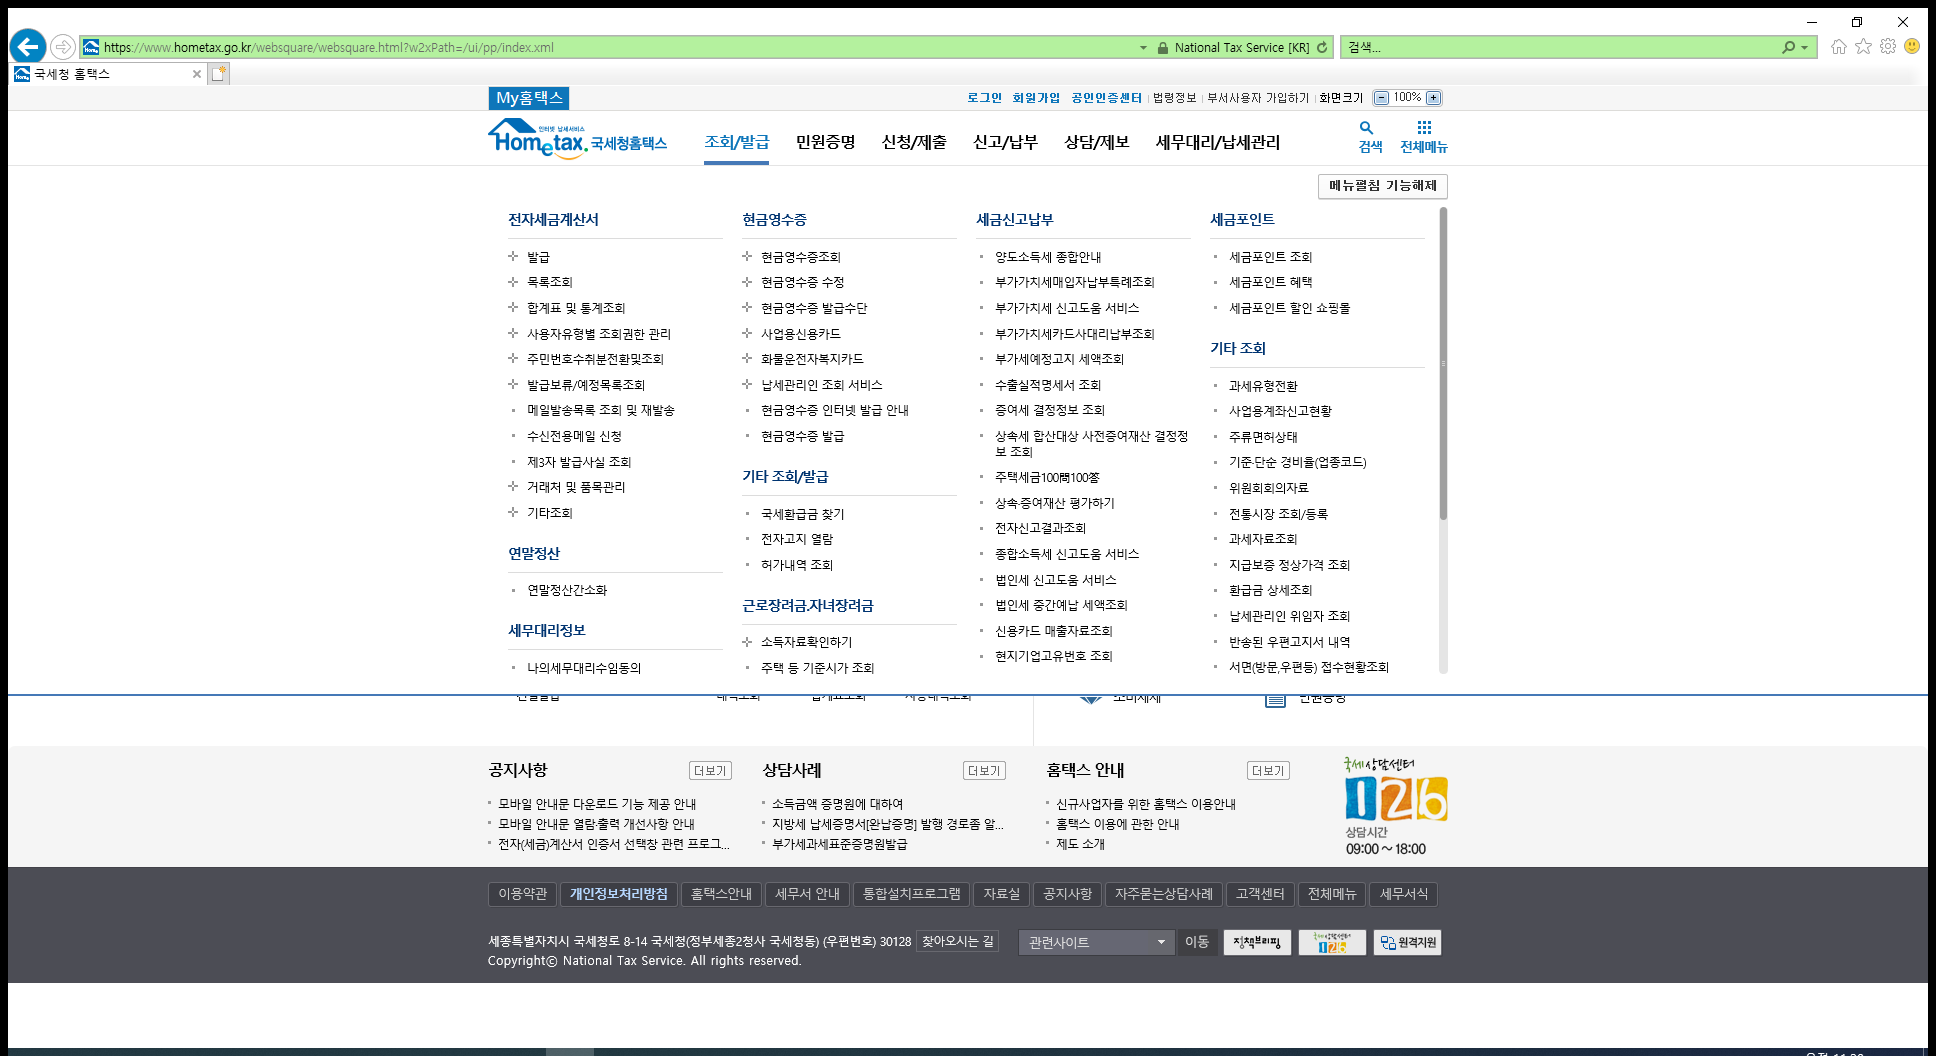 https://www.hometax.go.kr/websquare/websquare.html?w2xPath=/ui/pp/index.xml
National Tax Service [KR]
검색...
국세청 홈택스
My홈택스
로그인 회원가입 공인인증센터 법령정보 부서사용자 가입하기 화면크기 100%
인터넷 납세서비스
Hometax. 국세청홈택스
조회/발급 민원증명 신청/제출 신고/납부 상담/제보 세무대리/납세관리
검색 전체메뉴
메뉴펼침 기능해제
전자세금계산서
발급
목록조회
합계표 및 통계조회
사용자유형별 조회권한 관리
주민번호수취분전환및조회
발급보류/예정목록조회
메일발송목록 조회 및 재발송
수신전용메일 신청
제3자 발급사실 조회
거래처 및 품목관리
기타조회
연말정산
연말정산간소화
세무대리정보
나의세무대리수임동의
현금영수증
현금영수증조회
현금영수증 수정
현금영수증 발급수단
사업용신용카드
화물운전자복지카드
납세관리인 조회 서비스
현금영수증 인터넷 발급 안내
현금영수증 발급
기타 조회/발급
국세환급금 찾기
전자고지 열람
허가내역 조회
근로장려금.자녀장려금
소득자료확인하기
주택 등 기준시가 조회
세금신고납부
양도소득세 종합안내
부가가치세매입자납부특례조회
부가가치세 신고도움 서비스
부가가치세카드사대리납부조회
부가세예정고지 세액조회
수출실적명세서 조회
증여세 결정정보 조회
상속세 합산대상 사전증여재산 결정정
보 조회
주택세금100問100答
상속·증여재산 평가하기
전자신고결과조회
종합소득세 신고도움 서비스
법인세 신고도움 서비스
법인세 중간예납 세액조회
신용카드 매출자료조회
현지기업고유번호 조회
세금포인트
세금포인트 조회
세금포인트 혜택
세금포인트 할인 쇼핑몰
기타 조회
과세유형전환
사업용계좌신고현황
주류면허상태
기준·단순 경비율(업종코드)
위원회회의자료
전통시장 조회/등록
과세자료조회
지급보증 정상가격 조회
환급금 상세조회
납세관리인 위임자 조회
반송된 우편고지서 내역
서면(방문,우편등) 접수현황조회
공지사항 더보기
모바일 안내문 다운로드 기능 제공 안내
모바일 안내문 열람·출력 개선사항 안내
전자(세금)계산서 인증서 선택창 관련 프로그...
상담사례 더보기
소득금액 증명원에 대하여
지방세 납세증명서[완납증명] 발행 경로좀 알...
부가세과세표준증명원발급
홈택스 안내 더보기
신규사업자를 위한 홈택스 이용안내
홈택스 이용에 관한 안내
제도 소개
국세상담센터
126
상담시간
09:00~18:00
이용약관 개인정보처리방침 홈택스안내 세무서 안내 통합설치프로그램 자료실 공지사항 자주묻는상담사례 고객센터 전체메뉴 세무서식
세종특별자치시 국세청로 8-14 국세청(정부세종2청사 국세청동) (우편번호) 30128 찾아오시는 길
관련사이트 이동 정책브리핑 국세상담센터 126 원격지원
Copyrightⓒ National Tax Service. All rights reserved.